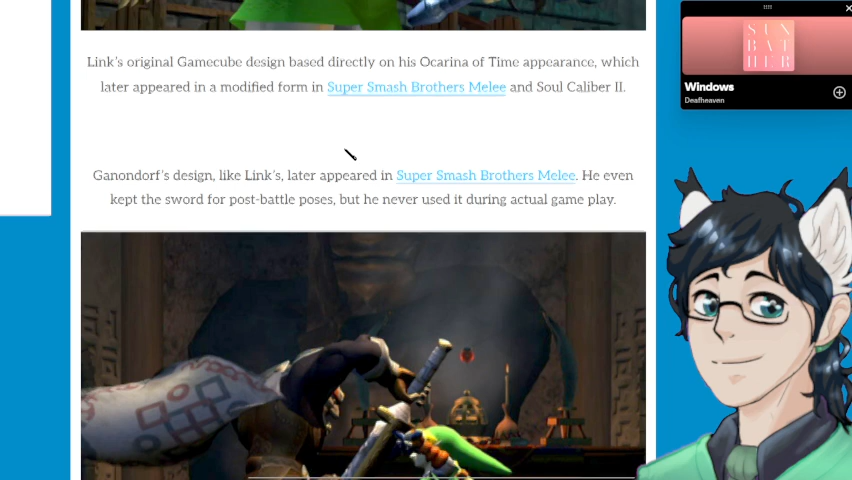 Link's original Gamecube design based directly on his Ocarina of Time appearance, which
later appeared in a modified form in Super Smash Brothers Melee and Soul Caliber II.
Ganondorf's design, like Link's, later appeared in Super Smash Brothers Melee. He even
kept the sword for post-battle poses, but he never used it during actual game play.
SUN
BAT
HER
Windows
Deafheaven